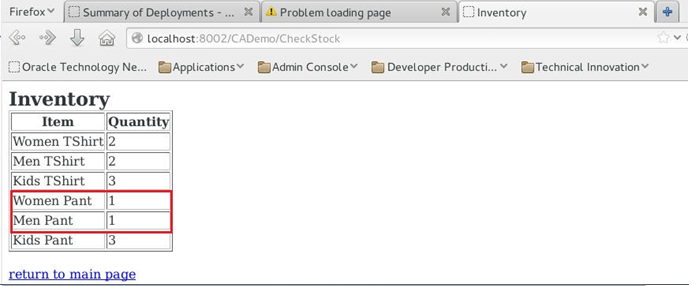 Firefox Summary of Deployments - ... Problem loading page Inventory
localhost:8002/CADemo/CheckStock
Oracle Technology Ne... Applications Admin Console Developer Producti... Technical Innovation
Inventory
Item Quantity
Women TShirt 2
Men TShirt 2
Kids TShirt 3
Women Pant 1
Men Pant 1
Kids Pant 3
return to main page